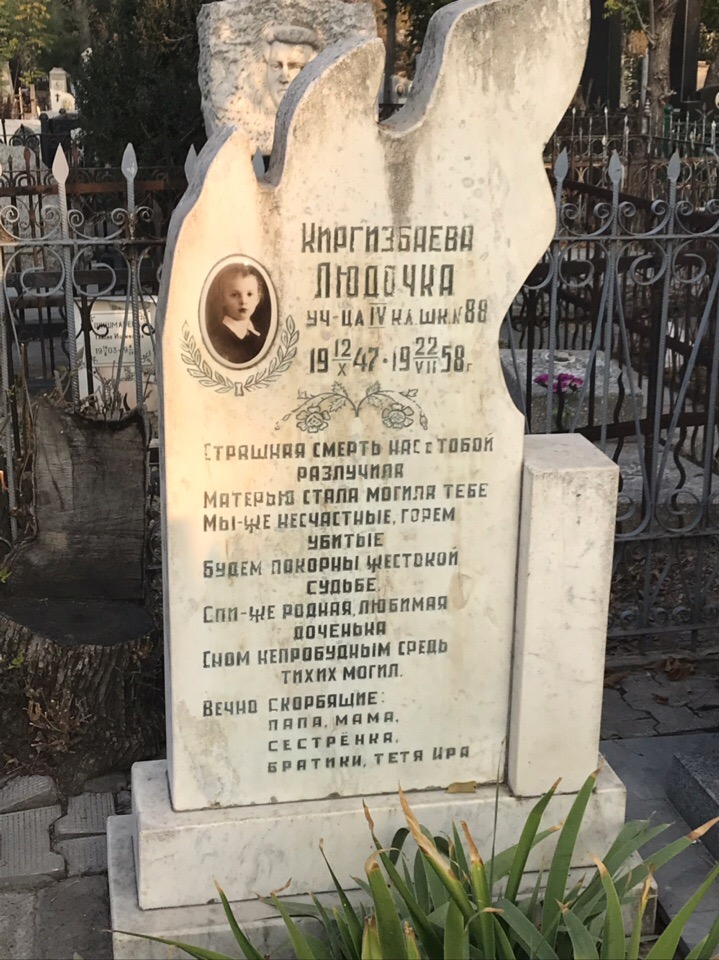 Киргизбаева
Людочка
уч-ца IV кл. шк. № 88
19 12/X 47 · 19 22/VII 58 г.
Страшная смерть нас с тобой
разлучила
Матерью стала могила тебе
Мы-же несчастные, горем
убитые
Будем покорны жестокой
судьбе.
Спи-же родная, любимая
доченька
Сном непробудным средь
тихих могил.
Вечно скорбящие:
папа, мама,
сестрёнка,
братики, тетя Ира